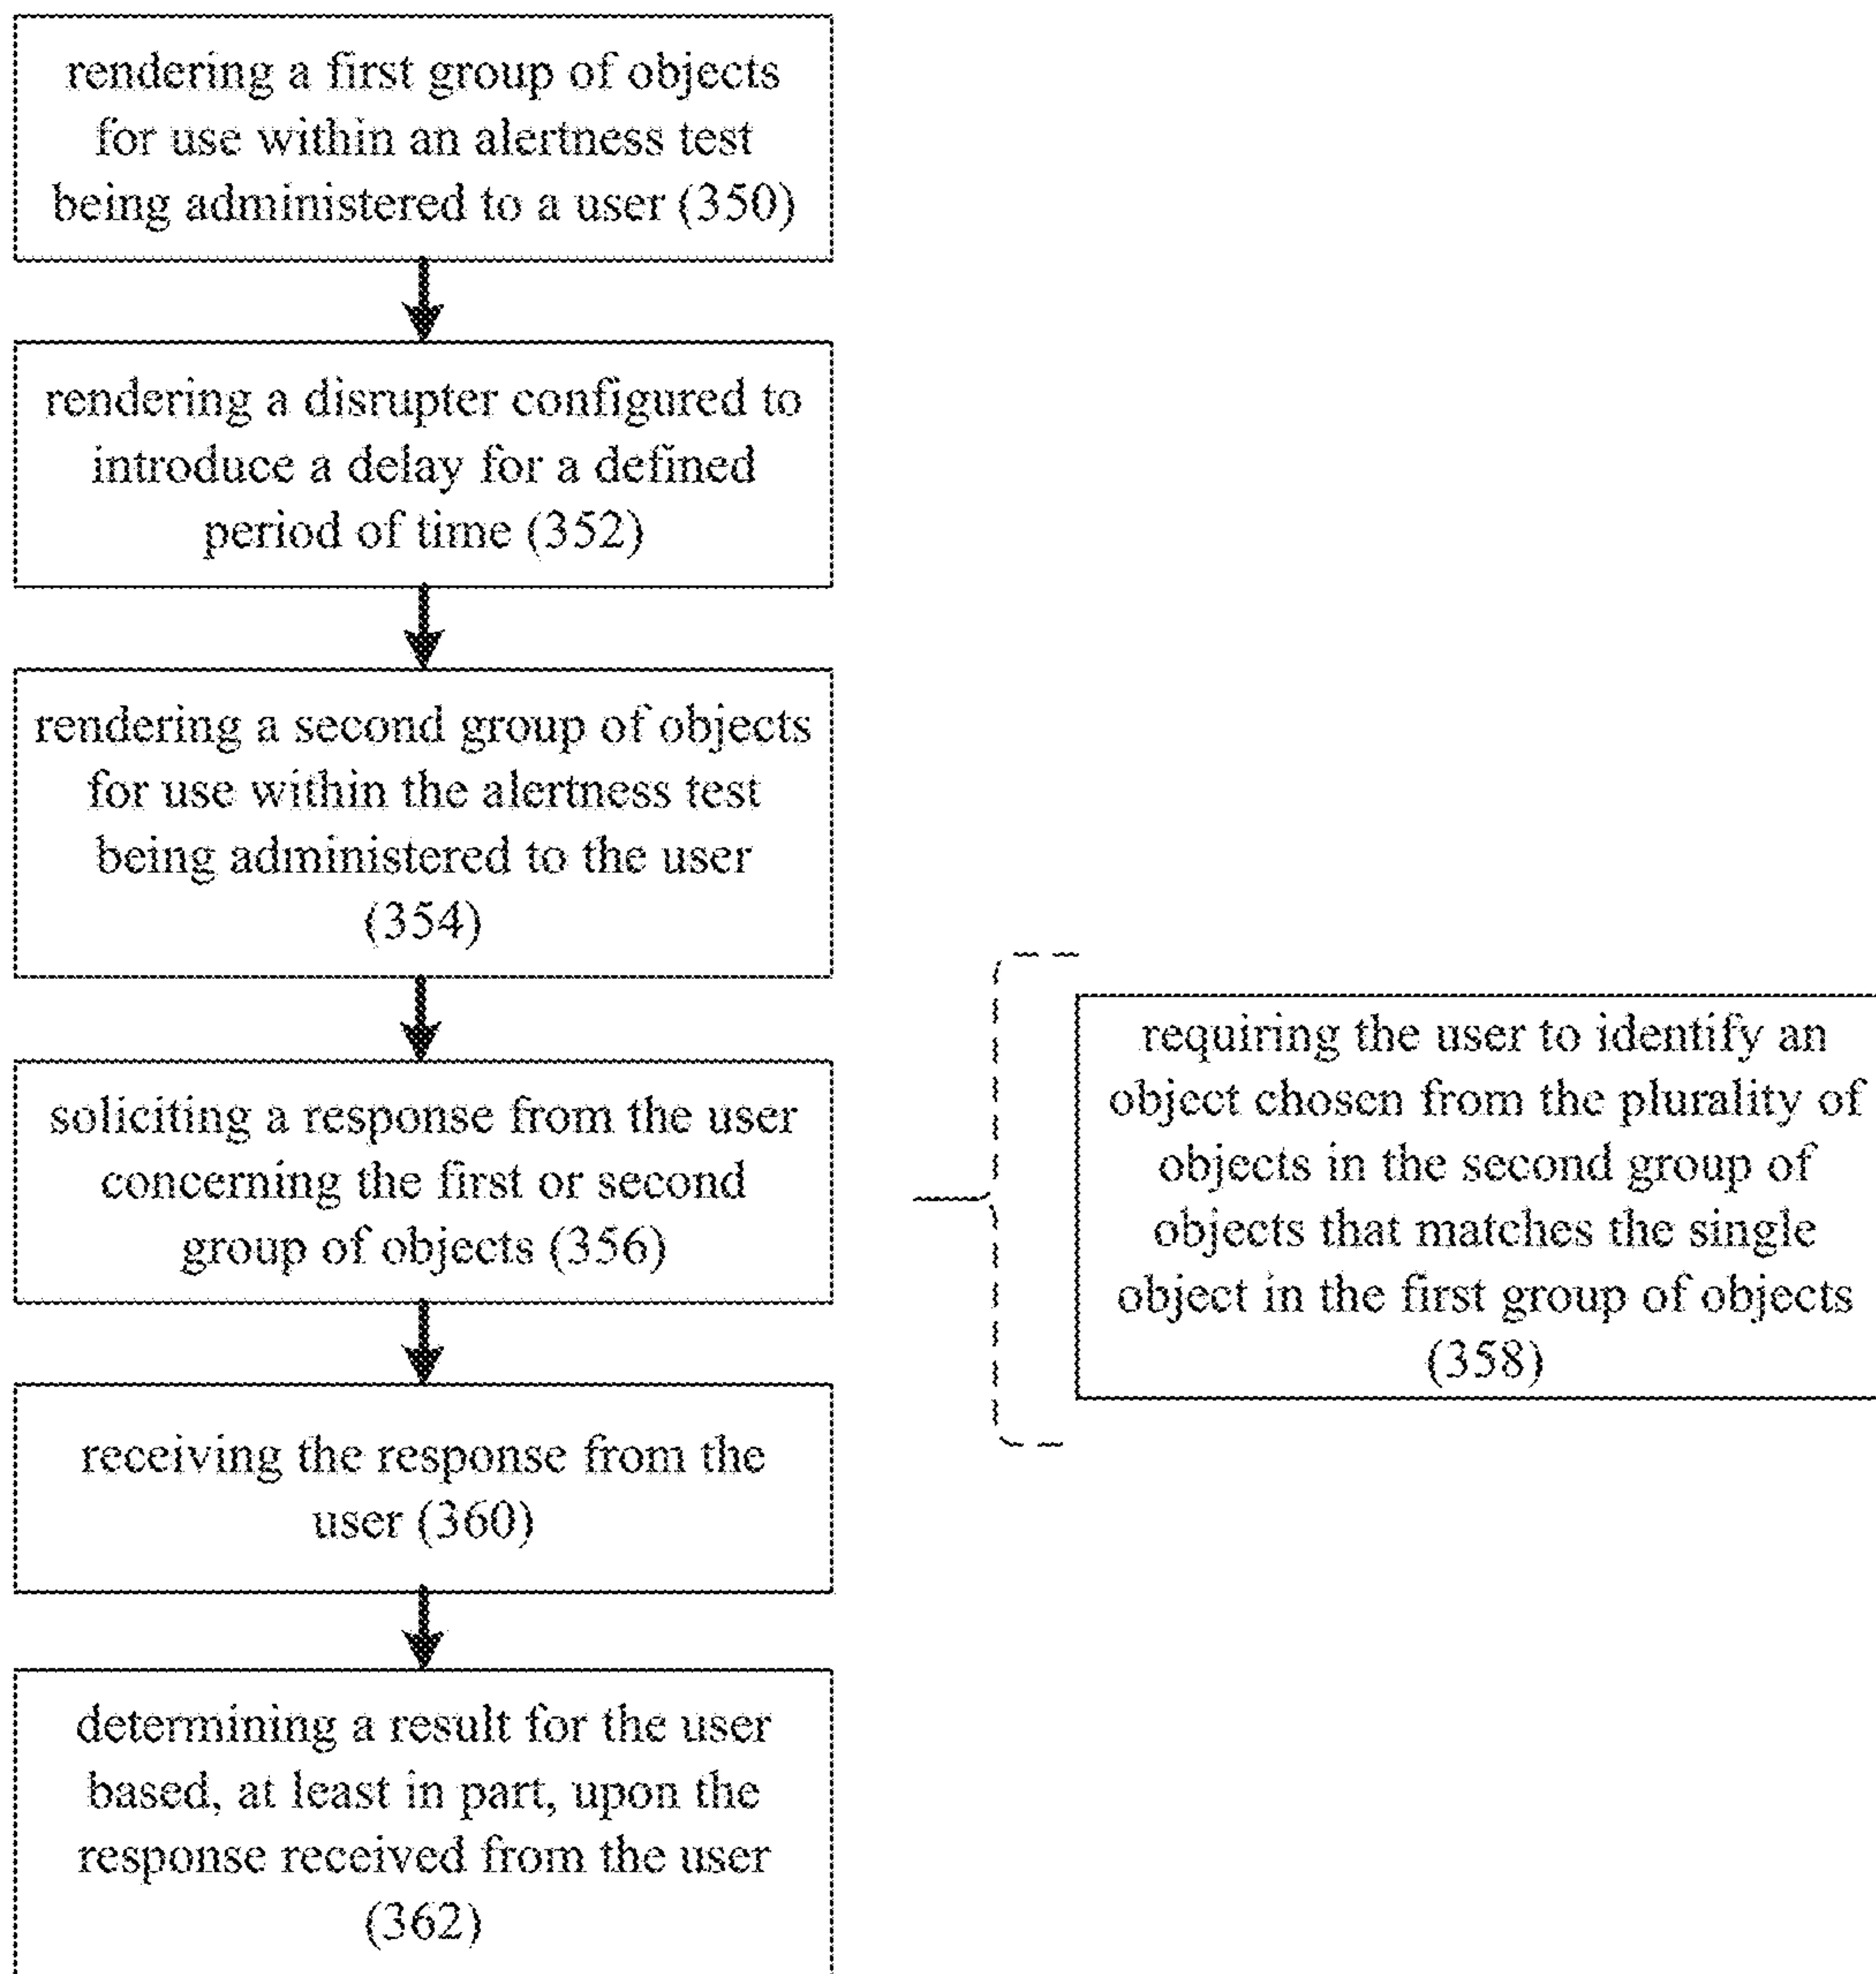 rendering a first group of objects
for use within an alertness test
being administered to a user (350)
rendering a disrupter configured to
introduce a delay for a defined
period of time (352)
rendering a second group of objects
for use within the alertness test
being administered to the user
(354)
soliciting a response from the user
concerning the first or second
group of objects (356)
requiring the user to identify an
object chosen from the plurality of
objects in the second group of
objects that matches the single
object in the first group of objects
(358)
receiving the response from the
user (360)
determining a result for the user
based, at least in part, upon the
response received from the user
(362)